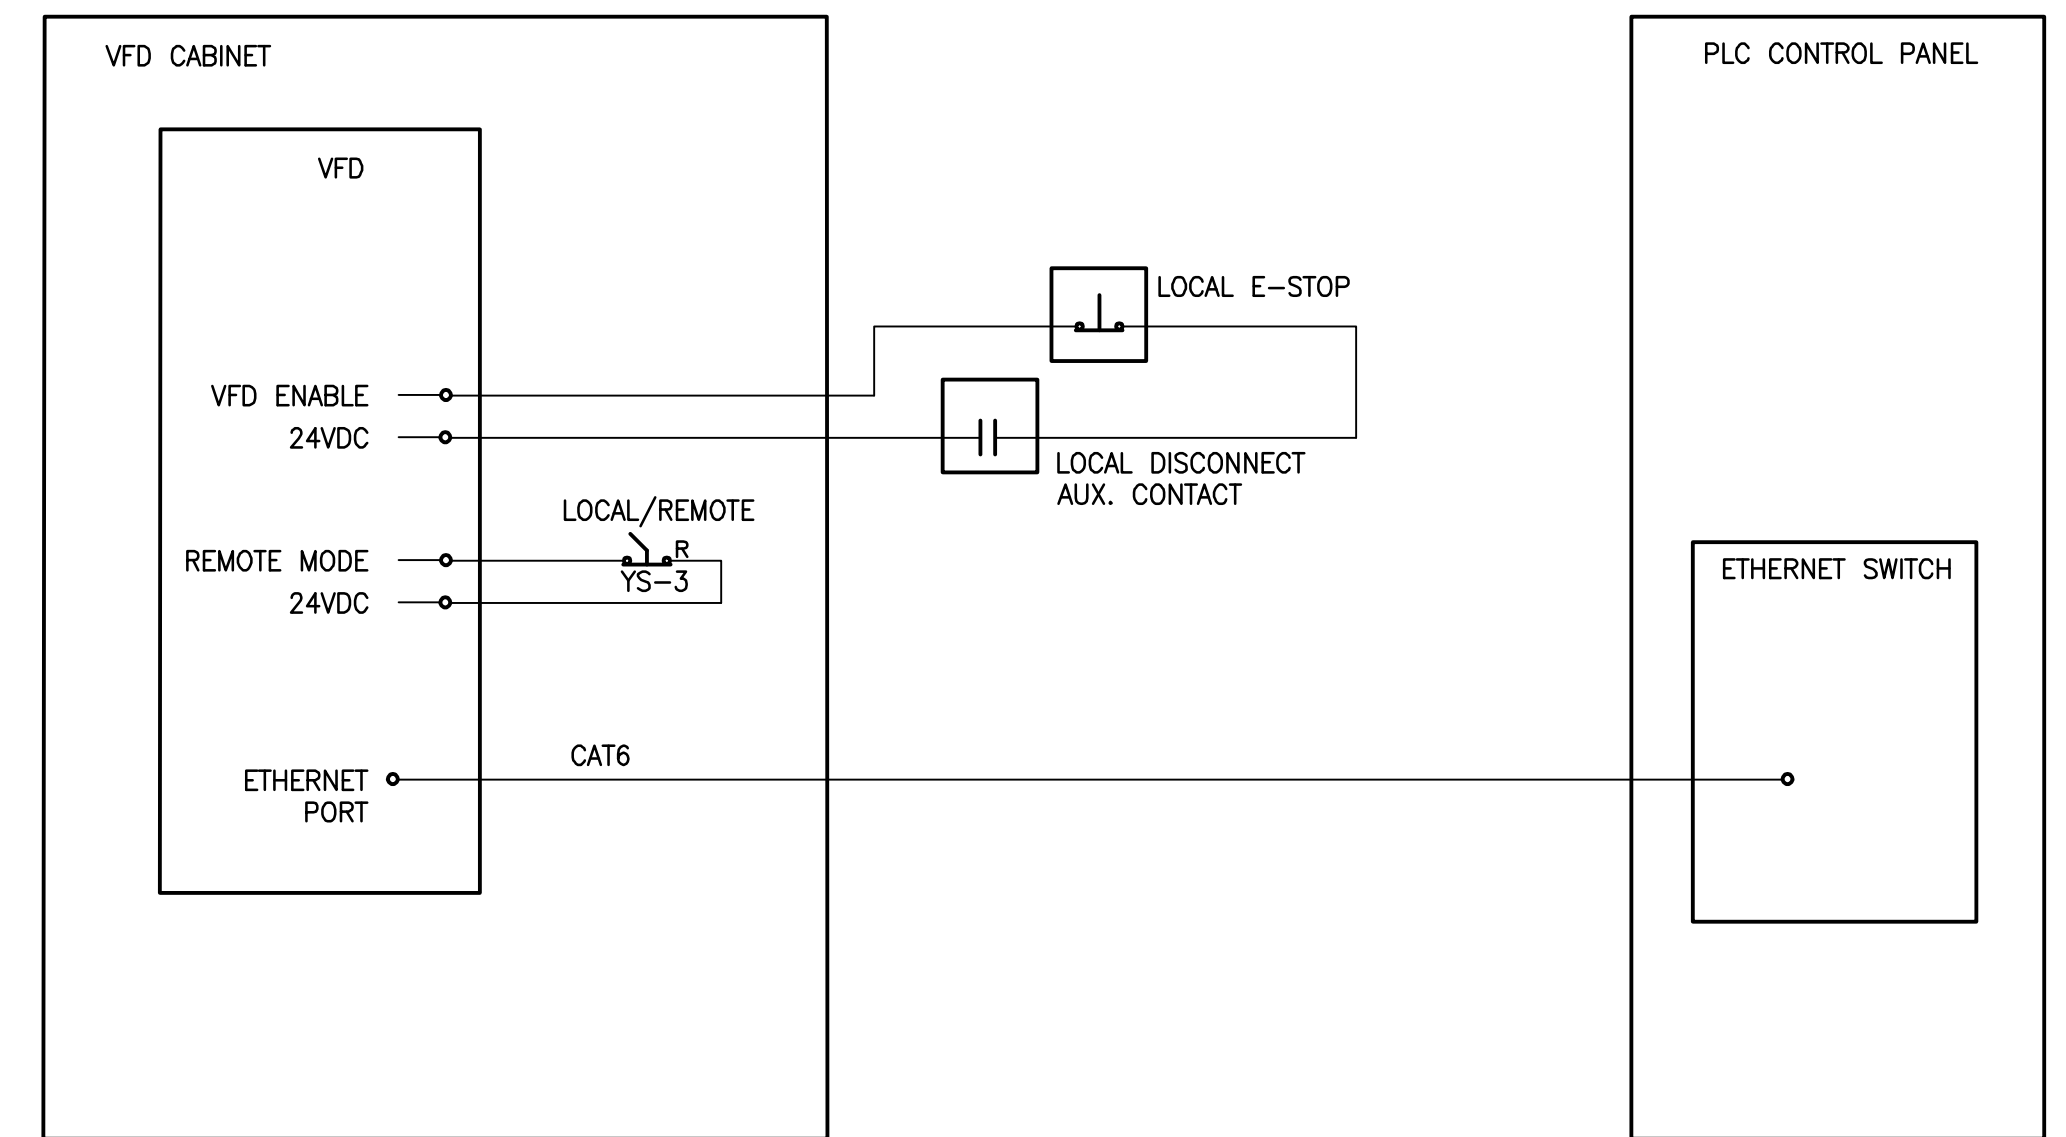 VFD CABINET
PLC CONTROL PANEL
VFD
LOCAL E-STOP
VFD ENABLE
24VDC
LOCAL DISCONNECT
AUX. CONTACT
LOCAL/REMOTE
R
REMOTE MODE
YS-3
24VDC
ETHERNET SWITCH
CAT6
ETHERNET
PORT